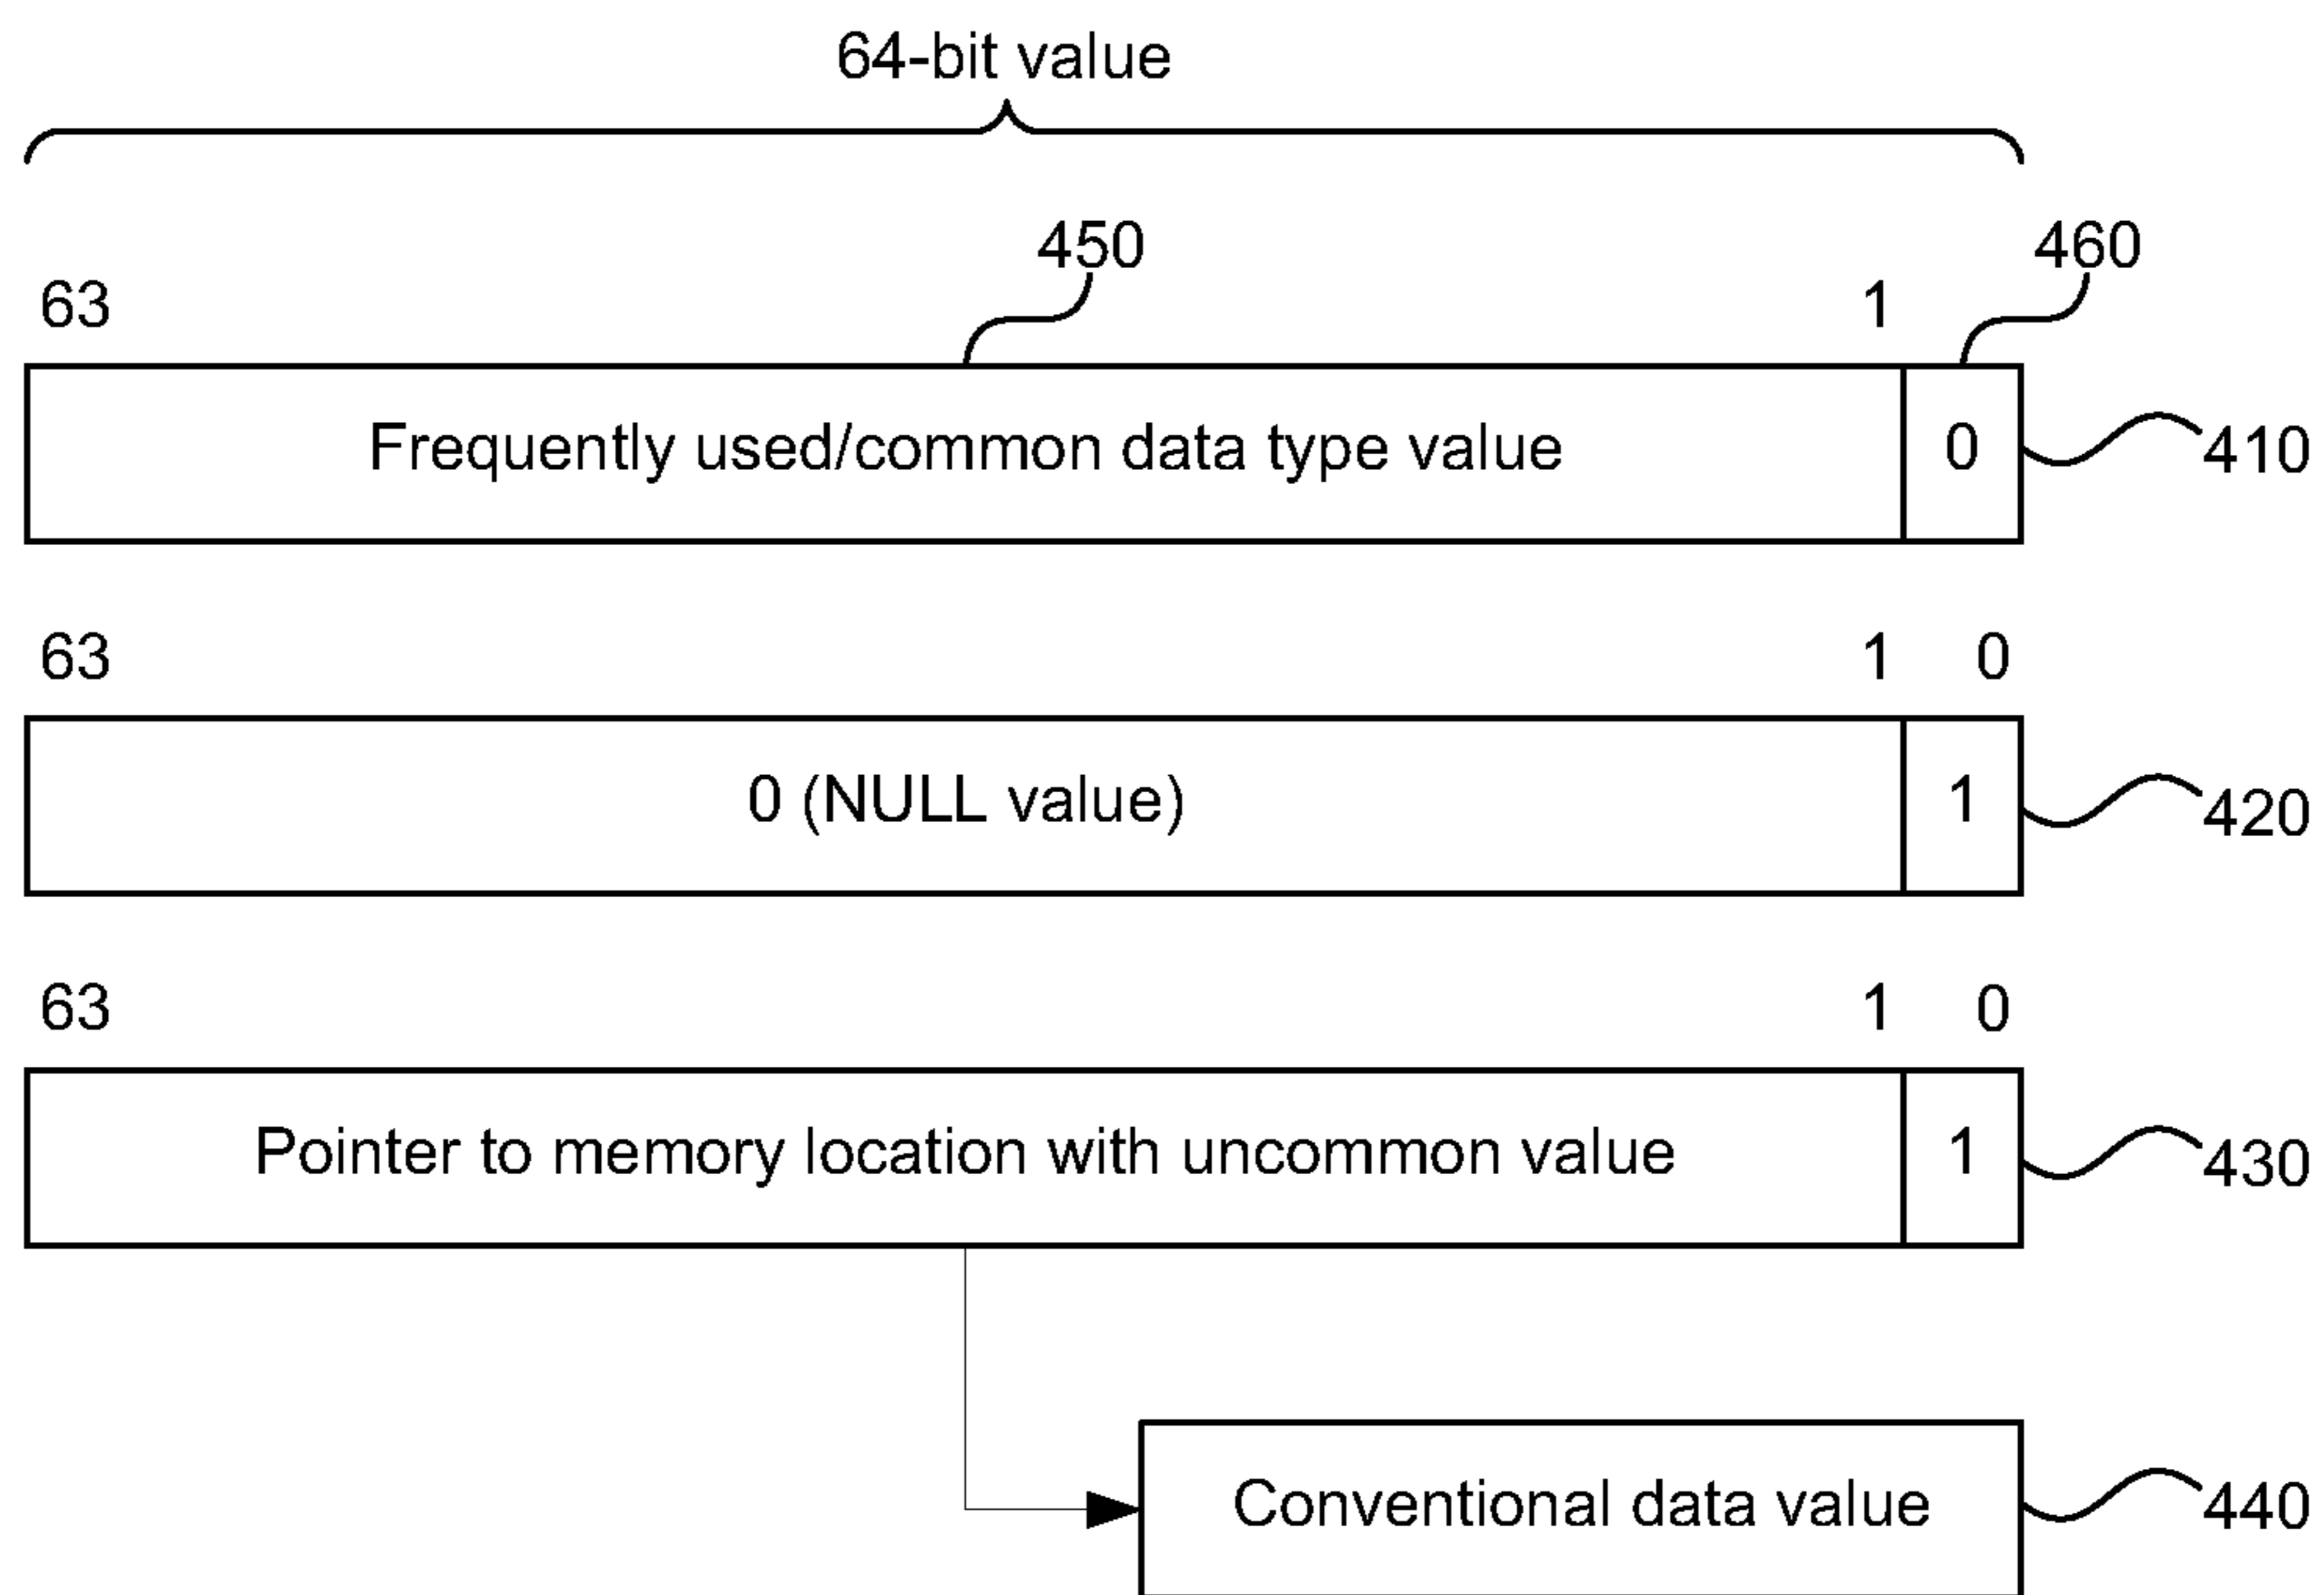 64-bit value
450 460
63 1
Frequently used/common data type value 0 410
63 1 0
0 (NULL value) 1 420
63 1 0
Pointer to memory location with uncommon value 1 430
Conventional data value 440